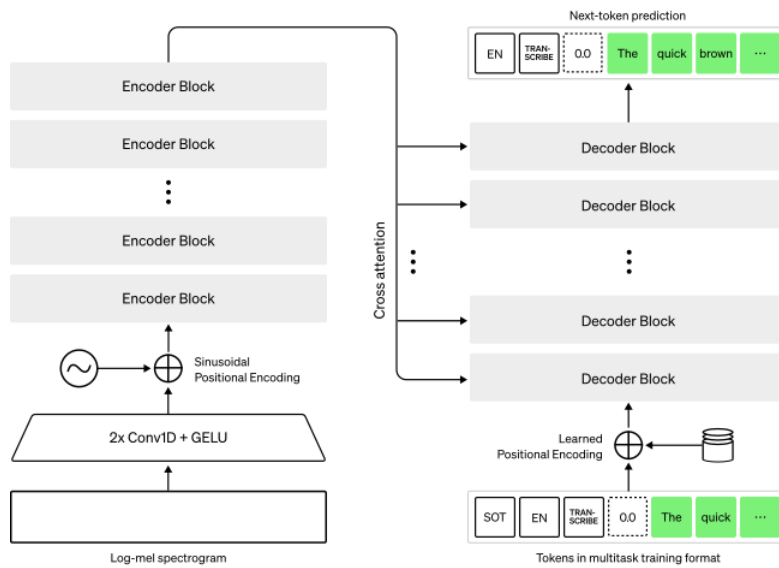 Next-token prediction
EN
TRAN-
SCRIBE
0.0
The
quick
brown
...
Encoder Block
Encoder Block
Encoder Block
Encoder Block
Sinusoidal
Positional Encoding
2x Conv1D + GELU
Log-mel spectrogram
Cross attention
Decoder Block
Decoder Block
Decoder Block
Decoder Block
Learned
Positional Encoding
SOT
EN
TRAN-
SCRIBE
0.0
The
quick
...
Tokens in multitask training format